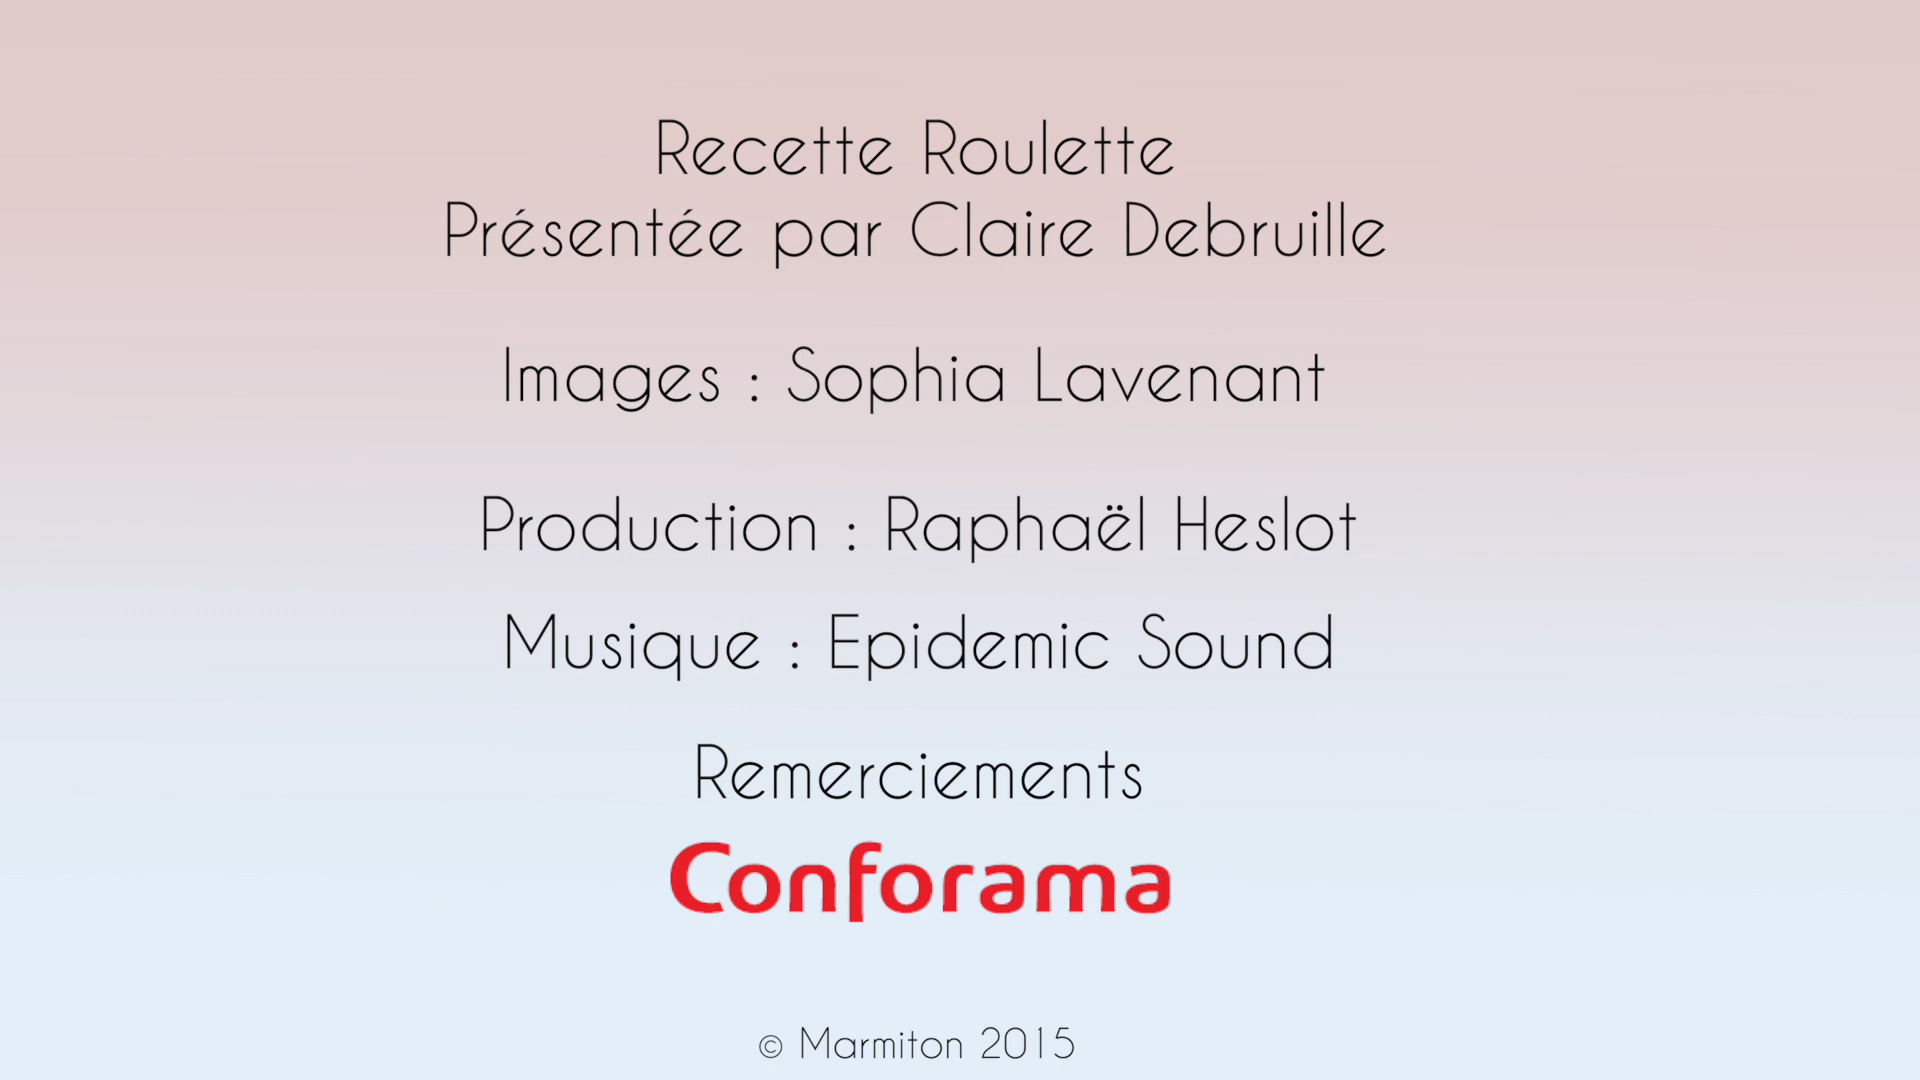 Recette Roulette
Présentée par Claire Debruille
Images : Sophia Lavenant
Production : Raphaël Heslot
Musique : Epidemic Sound
Remerciements
Conforama
© Marmiton 2015